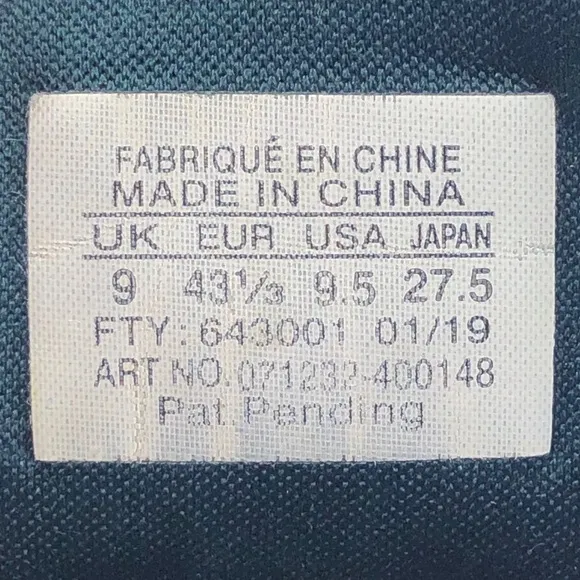 FABRIQUÉ EN CHINE
MADE IN CHINA
UK EUR USA JAPAN
9 43⅓ 9.5 27.5
FTY: 643001 01/19
ART NO. 071232-400148
Pat. Pending